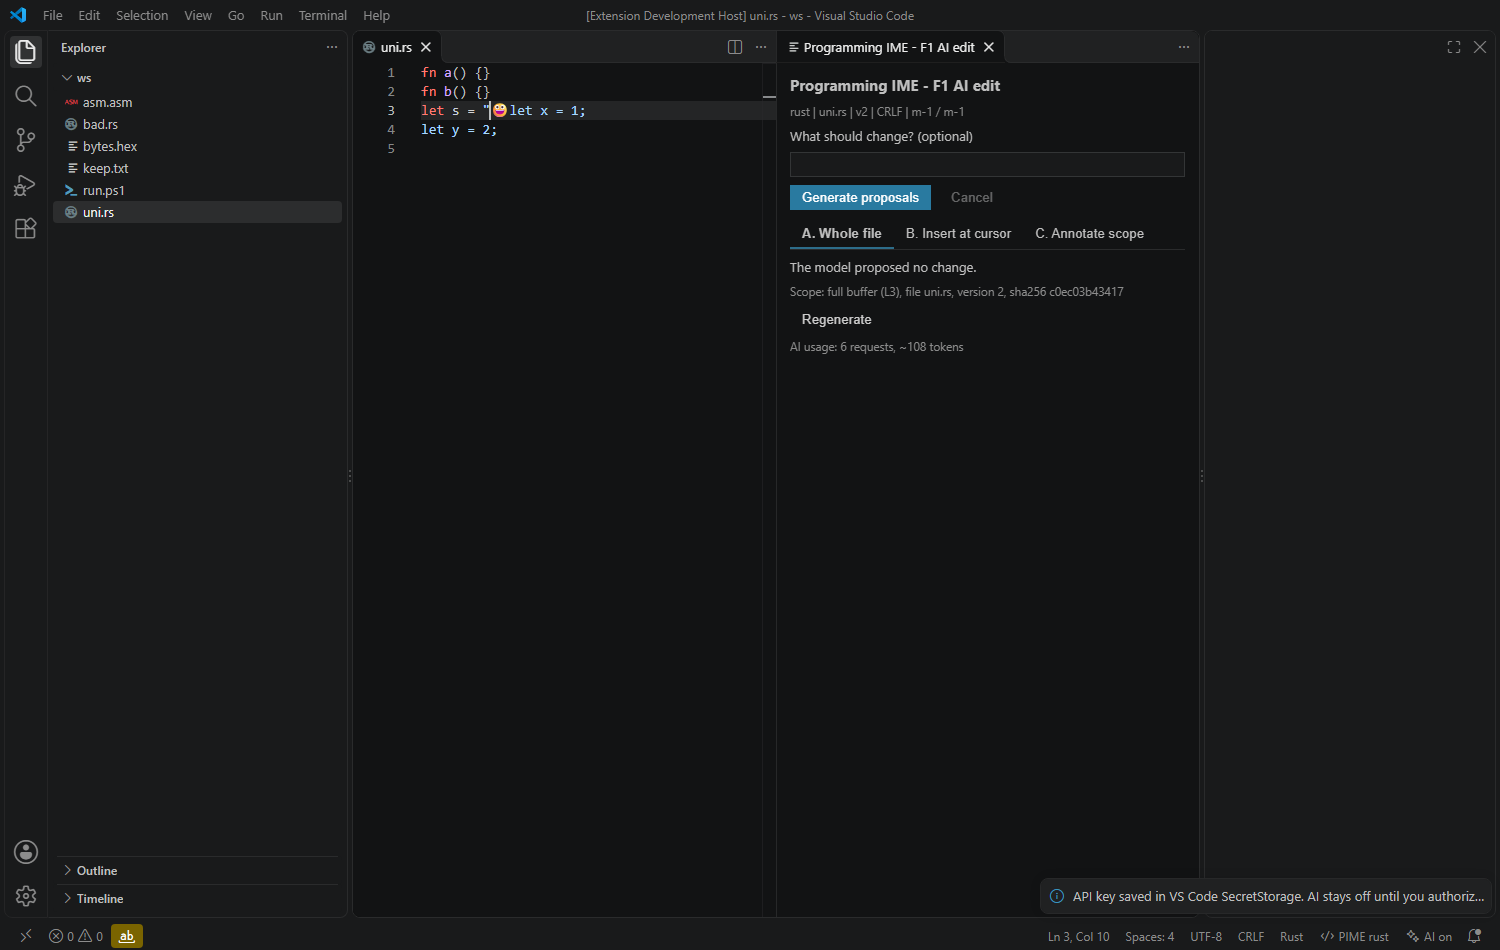 File Edit Selection View Go Run Terminal Help
[Extension Development Host] uni.rs - ws - Visual Studio Code
Explorer
ws
ASM asm.asm
bad.rs
bytes.hex
keep.txt
run.ps1
uni.rs
Outline
Timeline
uni.rs
1 fn a() {}
2 fn b() {}
3 let s = "😀let x = 1;
4 let y = 2;
5
Programming IME - F1 AI edit
Programming IME - F1 AI edit
rust | uni.rs | v2 | CRLF | m-1 / m-1
What should change? (optional)
Generate proposals Cancel
A. Whole file B. Insert at cursor C. Annotate scope
The model proposed no change.
Scope: full buffer (L3), file uni.rs, version 2, sha256 c0ec03b43417
Regenerate
AI usage: 6 requests, ~108 tokens
API key saved in VS Code SecretStorage. AI stays off until you authoriz...
0 0 ab Ln 3, Col 10 Spaces: 4 UTF-8 CRLF Rust PIME rust AI on